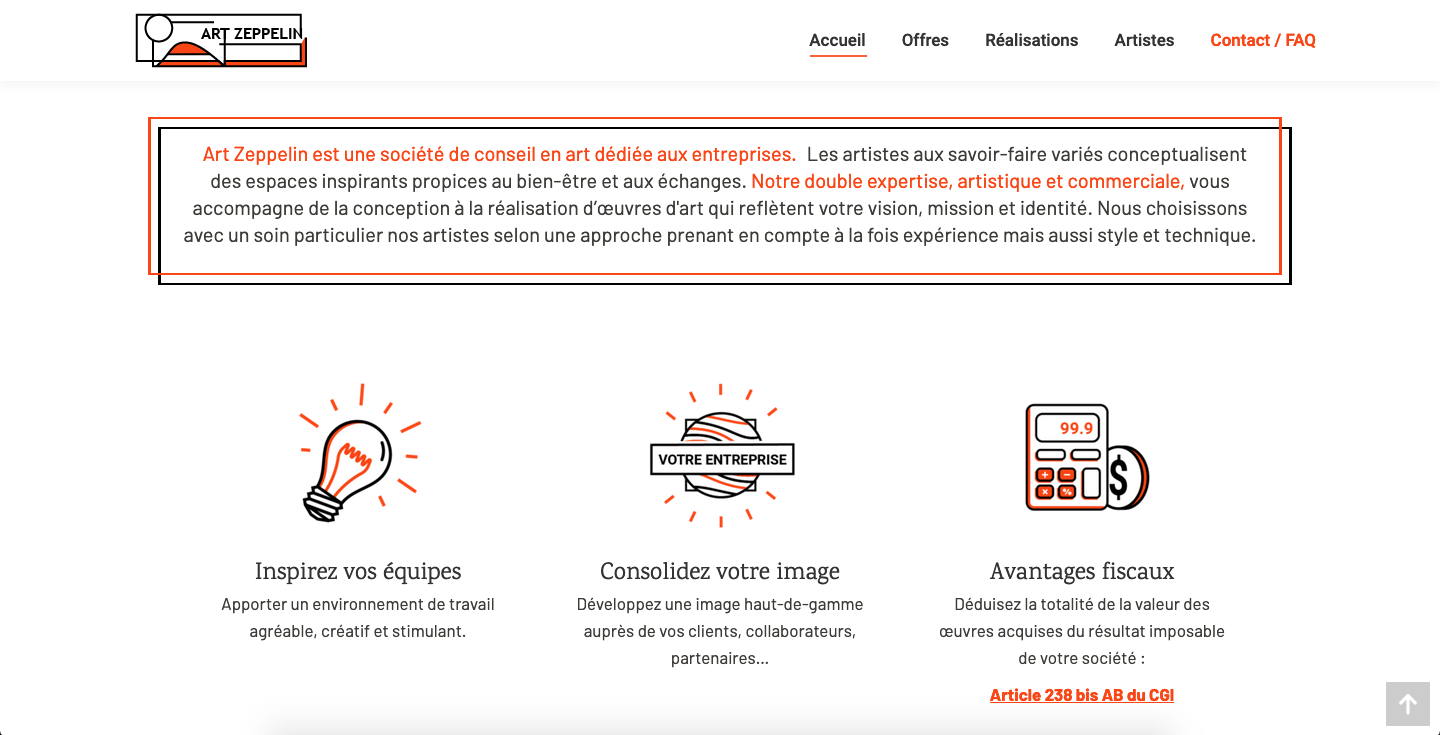 ART ZEPPELIN
Accueil
Offres
Réalisations
Artistes
Contact / FAQ
Art Zeppelin est une société de conseil en art dédiée aux entreprises. Les artistes aux savoir-faire variés conceptualisent
des espaces inspirants propices au bien-être et aux échanges. Notre double expertise, artistique et commerciale, vous
accompagne de la conception à la réalisation d’œuvres d'art qui reflètent votre vision, mission et identité. Nous choisissons
avec un soin particulier nos artistes selon une approche prenant en compte à la fois expérience mais aussi style et technique.
VOTRE ENTREPRISE
99.9
+ −
× %
$
Inspirez vos équipes
Apporter un environnement de travail
agréable, créatif et stimulant.
Consolidez votre image
Développez une image haut-de-gamme
auprès de vos clients, collaborateurs,
partenaires...
Avantages fiscaux
Déduisez la totalité de la valeur des
œuvres acquises du résultat imposable
de votre société :
Article 238 bis AB du CGI